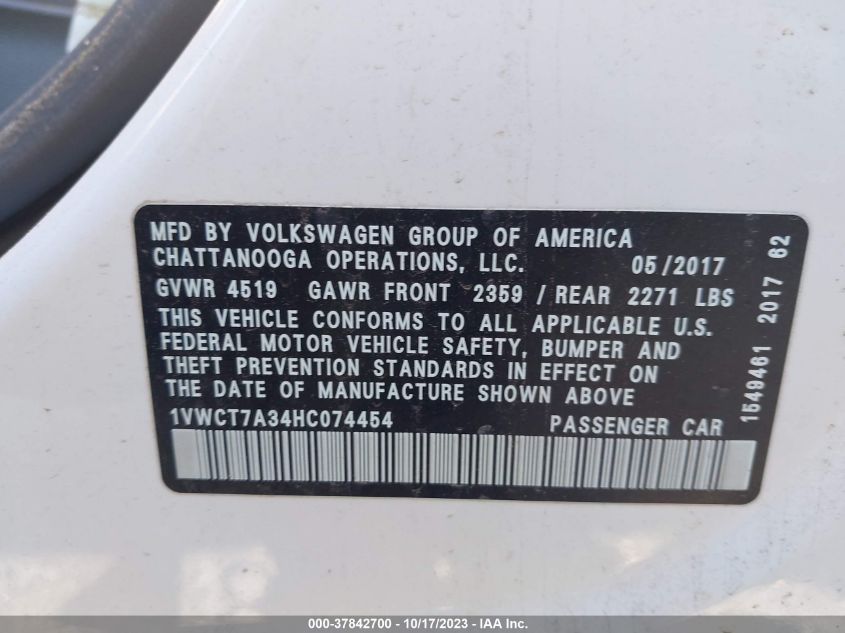 MFD BY VOLKSWAGEN GROUP OF AMERICA
CHATTANOOGA OPERATIONS, LLC. 05/2017
GVWR 4519 GAWR FRONT 2359 / REAR 2271 LBS
THIS VEHICLE CONFORMS TO ALL APPLICABLE U.S.
FEDERAL MOTOR VEHICLE SAFETY, BUMPER AND
THEFT PREVENTION STANDARDS IN EFFECT ON
THE DATE OF MANUFACTURE SHOWN ABOVE
1VWCT7A34HC074454 PASSENGER CAR
1549461 2017 62
000-37842700 - 10/17/2023 - IAA Inc.